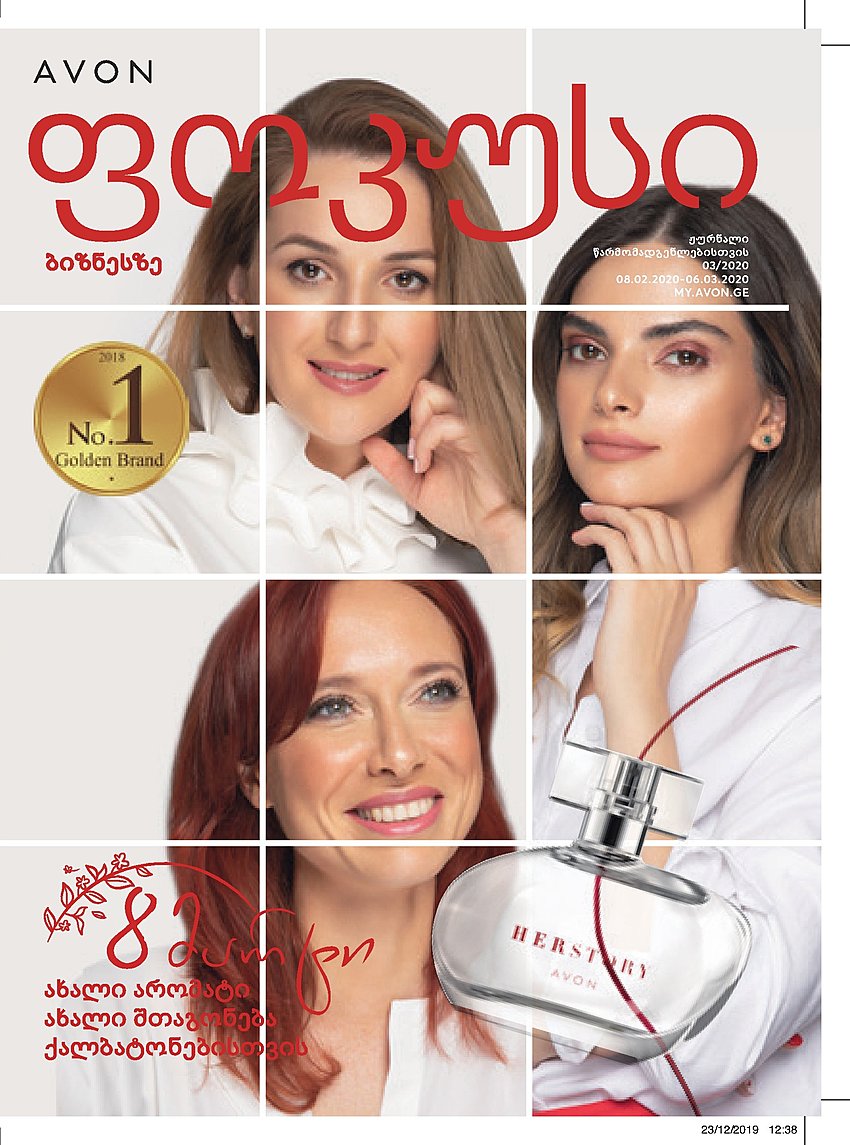 AVON
ფოკუსი
ბიზნესზე
ჟურნალი
წარმომადგენლებისთვის
03/2020
08.02.2020-06.03.2020
MY.AVON.GE
2018
No.1
Golden Brand
HERSTORY
AVON
8 მარტი
ახალი არომატი
ახალი შთაგონება
ქალბატონებისთვის
23/12/2019 12:38